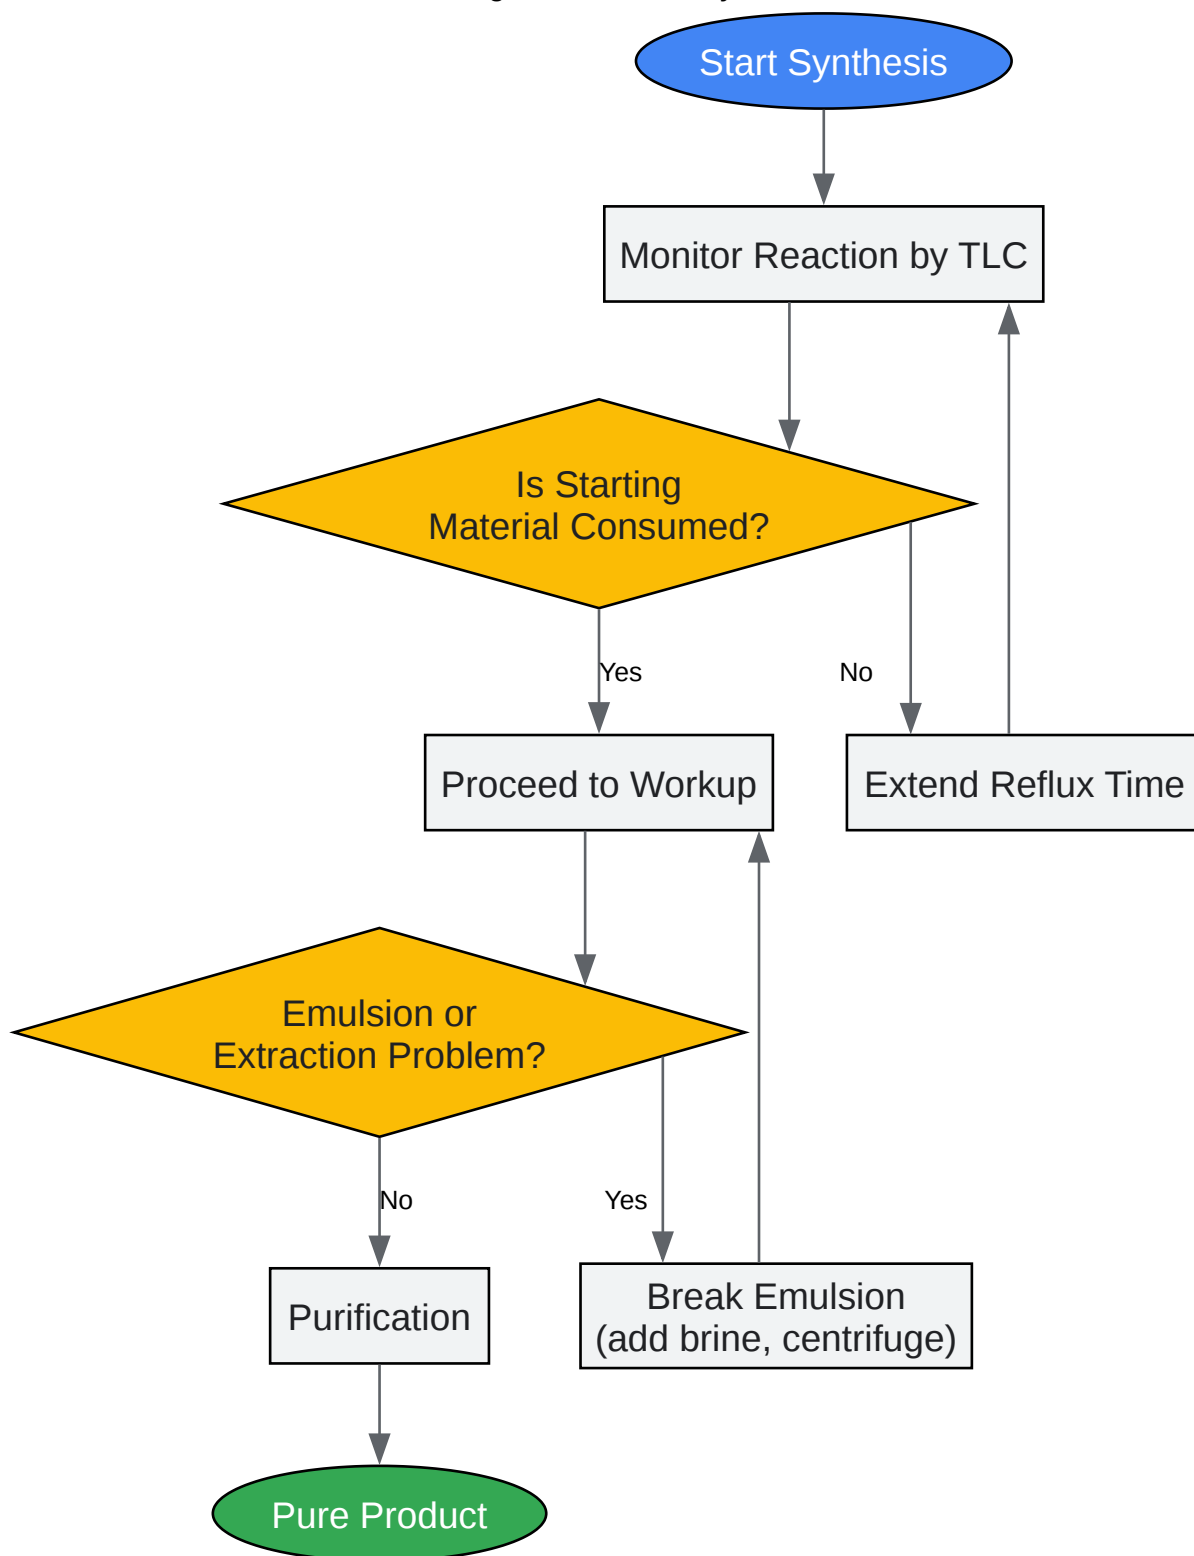 Start Synthesis
Monitor Reaction by TLC
Is Starting
Material Consumed?
Yes
No
Proceed to Workup
Extend Reflux Time
Emulsion or
Extraction Problem?
No
Yes
Purification
Break Emulsion
(add brine, centrifuge)
Pure Product